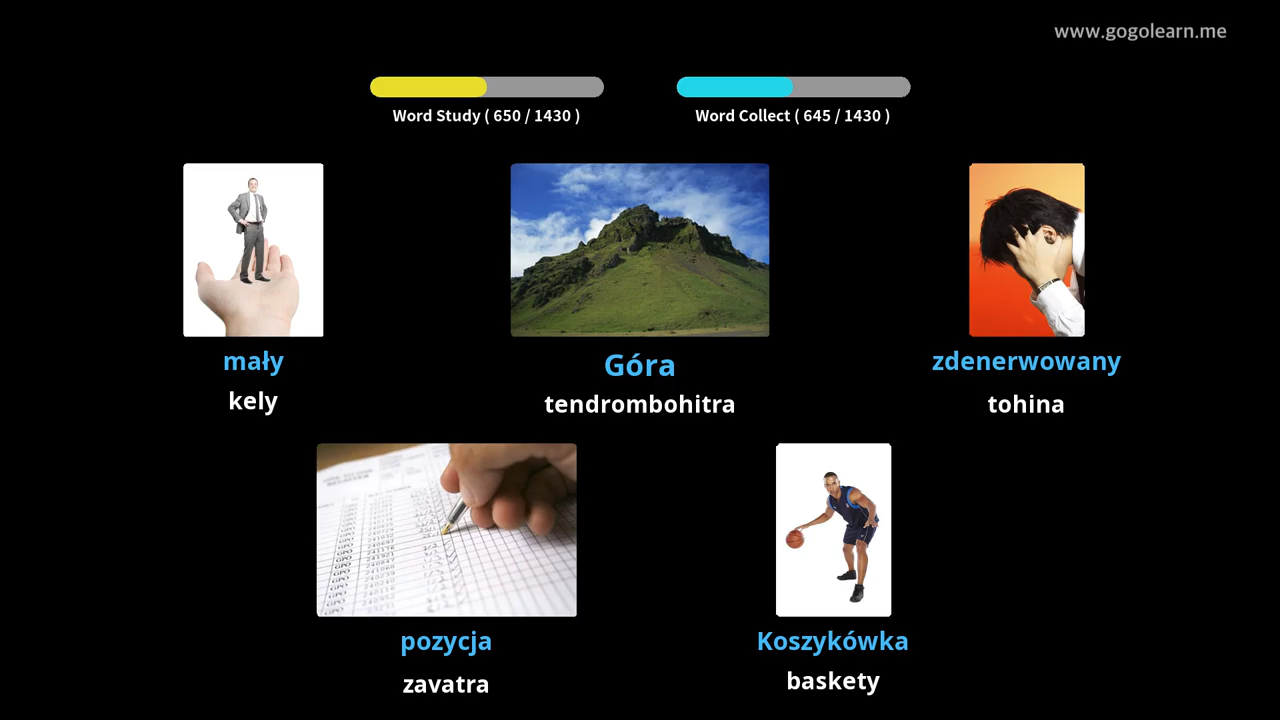 www.gogolearn.me
Word Study ( 650 / 1430 )
Word Collect ( 645 / 1430 )
mały
kely
Góra
tendrombohitra
zdenerwowany
tohina
pozycja
zavatra
Koszykówka
baskety